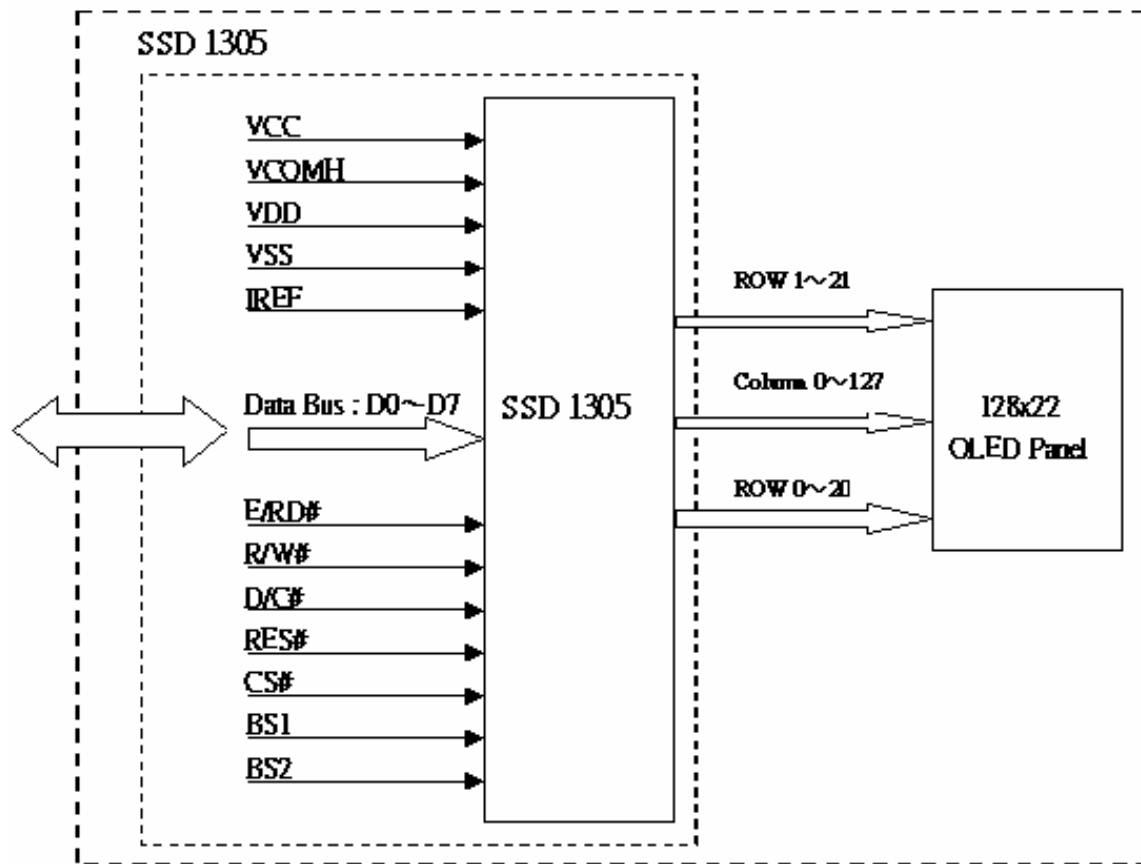 SSD 1305
VCC
VCOMH
VDD
VSS
IREF
Data Bus : D0～D7
E/RD#
R/W#
D/C#
RES#
CS#
BS1
BS2
SSD 1305
ROW 1～21
Column 0～127
ROW 0～20
128x22
OLED Panel